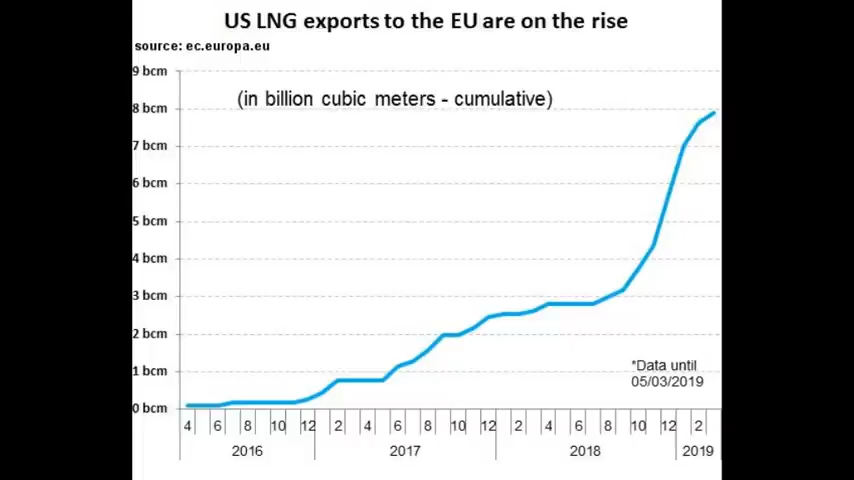 US LNG exports to the EU are on the rise
source: ec.europa.eu
(in billion cubic meters - cumulative)
9 bcm
8 bcm
7 bcm
6 bcm
5 bcm
4 bcm
3 bcm
2 bcm
1 bcm
0 bcm
*Data until
05/03/2019
4 6 8 10 12 2 4 6 8 10 12 2 4 6 8 10 12 2
2016 2017 2018 2019